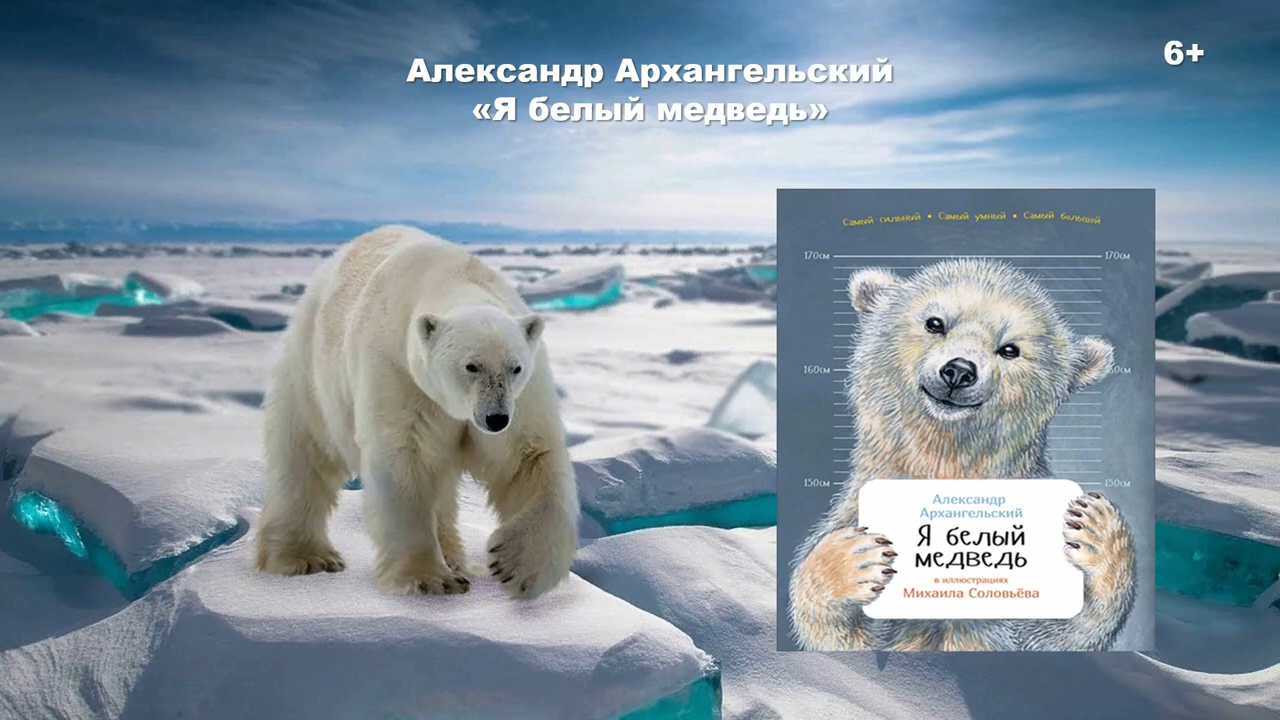 Александр Архангельский
«Я белый медведь»
6+
Самый сильный • Самый умный • Самый большой
170см 170см
160см 60см
150см 150см
Александр
Архангельский
Я белый
медведь
в иллюстрациях
Михаила Соловьёва